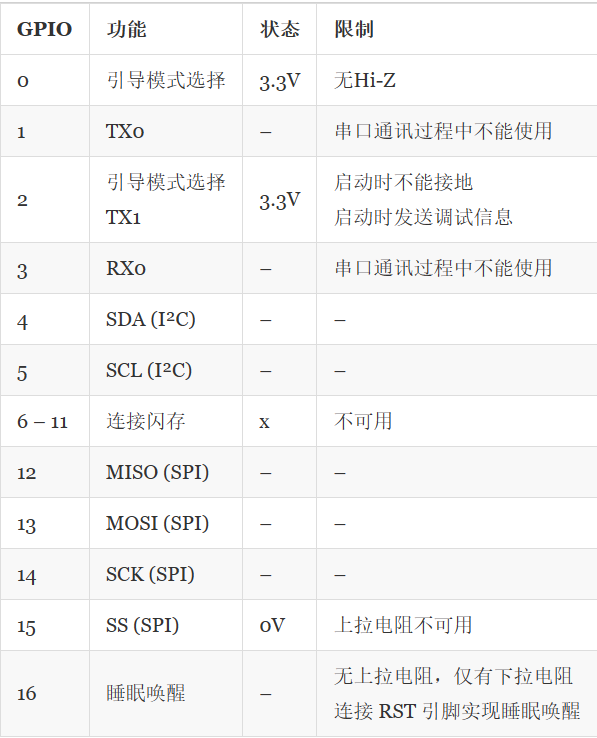 GPIO 功能 状态 限制
0 引导模式选择 3.3V 无Hi-Z
1 TX0 – 串口通讯过程中不能使用
2 引导模式选择 3.3V 启动时不能接地
TX1 启动时发送调试信息
3 RX0 – 串口通讯过程中不能使用
4 SDA (I²C) – –
5 SCL (I²C) – –
6 – 11 连接闪存 x 不可用
12 MISO (SPI) – –
13 MOSI (SPI) – –
14 SCK (SPI) – –
15 SS (SPI) 0V 上拉电阻不可用
16 睡眠唤醒 – 无上拉电阻，仅有下拉电阻
连接 RST 引脚实现睡眠唤醒